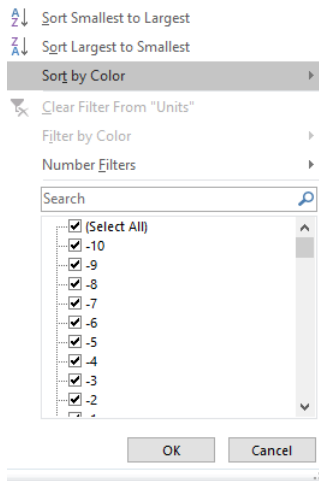 Sort Smallest to Largest
Sort Largest to Smallest
Sort by Color
Clear Filter From "Units"
Filter by Color
Number Filters
Search
(Select All)
-10
-9
-8
-7
-6
-5
-4
-3
-2
OK Cancel